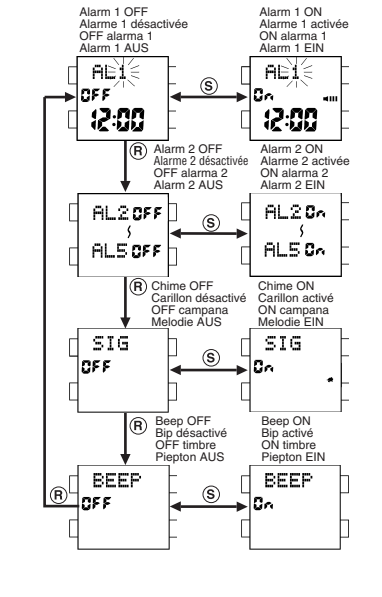 Alarm 1 OFF
Alarme 1 désactivée
OFF alarma 1
Alarm 1 AUS
Alarm 1 ON
Alarme 1 activée
ON alarma 1
Alarm 1 EIN
AL1
OFF
12:00
S
AL1
On
12:00
R
Alarm 2 OFF
Alarme 2 désactivée
OFF alarma 2
Alarm 2 AUS
Alarm 2 ON
Alarme 2 activée
ON alarma 2
Alarm 2 EIN
AL2 OFF
AL5 OFF
S
AL2 On
AL5 On
R
Chime OFF
Carillon désactivé
OFF campana
Melodie AUS
Chime ON
Carillon activé
ON campana
Melodie EIN
SIG
OFF
S
SIG
On
R
Beep OFF
Bip désactivé
OFF timbre
Piepton AUS
Beep ON
Bip activé
ON timbre
Piepton EIN
R
BEEP
OFF
S
BEEP
On